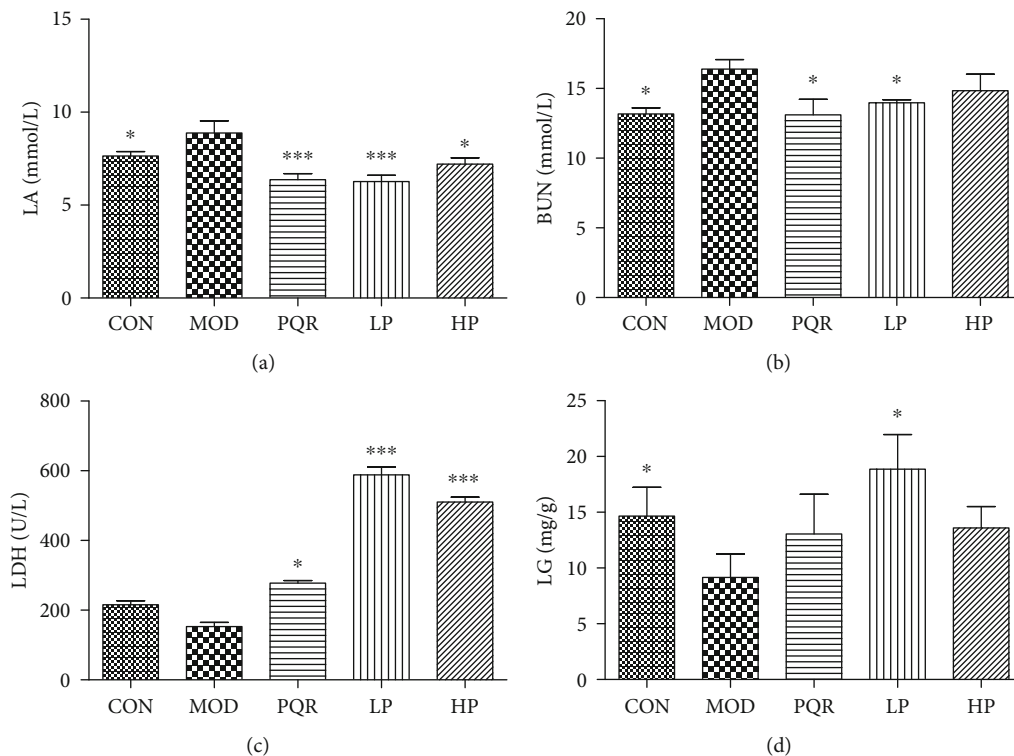 15
10
5
0
LA (mmol/L)
*
***
***
*
CON MOD PQR LP HP
(a)
20
15
10
5
0
BUN (mmol/L)
*
*
*
CON MOD PQR LP HP
(b)
800
600
400
200
0
LDH (U/L)
*
***
***
CON MOD PQR LP HP
(c)
25
20
15
10
5
0
LG (mg/g)
*
*
CON MOD PQR LP HP
(d)